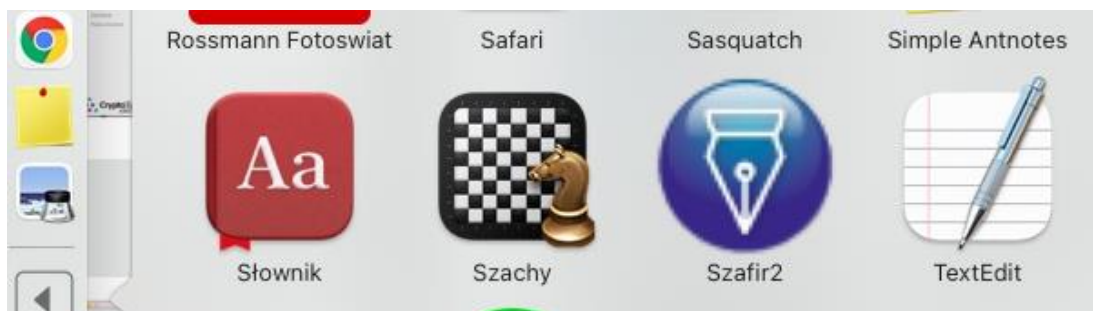 Rossmann Fotoswiat
Safari
Sasquatch
Simple Antnotes
Aa
Słownik
Szachy
Szafir2
TextEdit